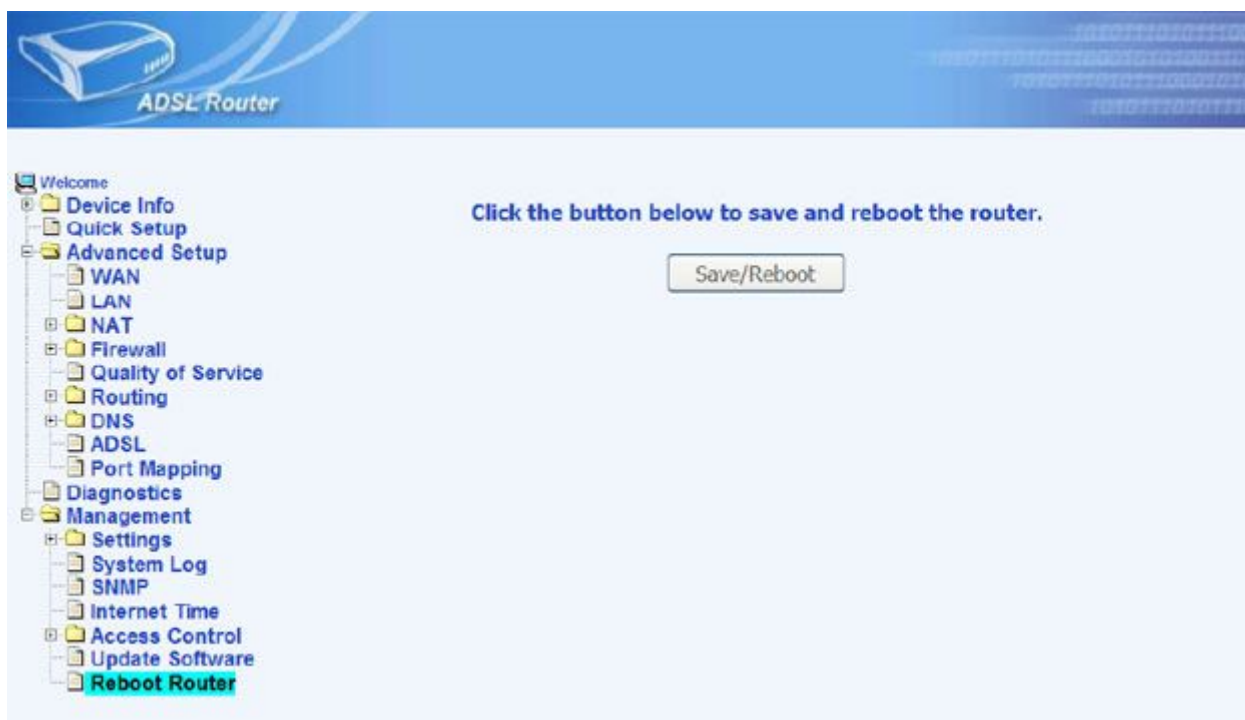 ADSL Router
Welcome
Device Info
Quick Setup
Advanced Setup
WAN
LAN
NAT
Firewall
Quality of Service
Routing
DNS
ADSL
Port Mapping
Diagnostics
Management
Settings
System Log
SNMP
Internet Time
Access Control
Update Software
Reboot Router
Click the button below to save and reboot the router.
Save/Reboot